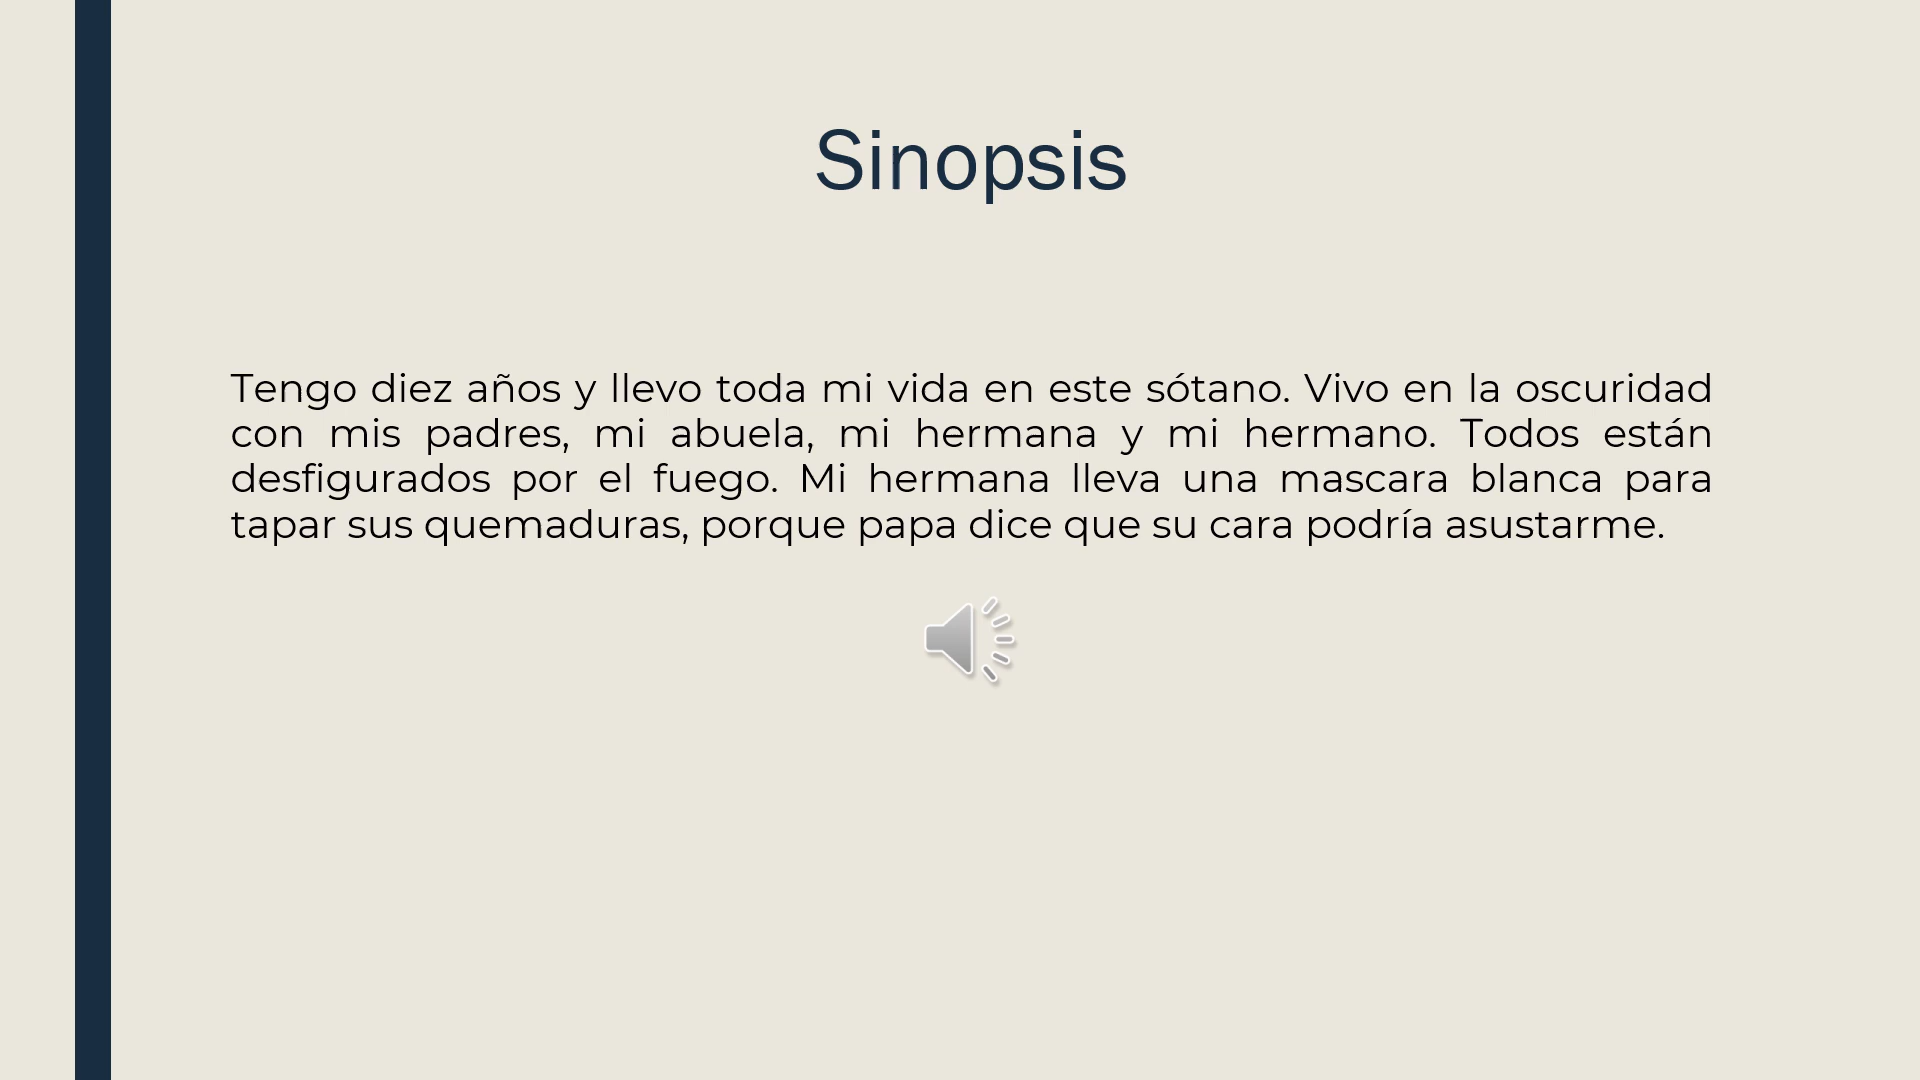 Sinopsis
Tengo diez años y llevo toda mi vida en este sótano. Vivo en la oscuridad
con mis padres, mi abuela, mi hermana y mi hermano. Todos están
desfigurados por el fuego. Mi hermana lleva una mascara blanca para
tapar sus quemaduras, porque papa dice que su cara podría asustarme.